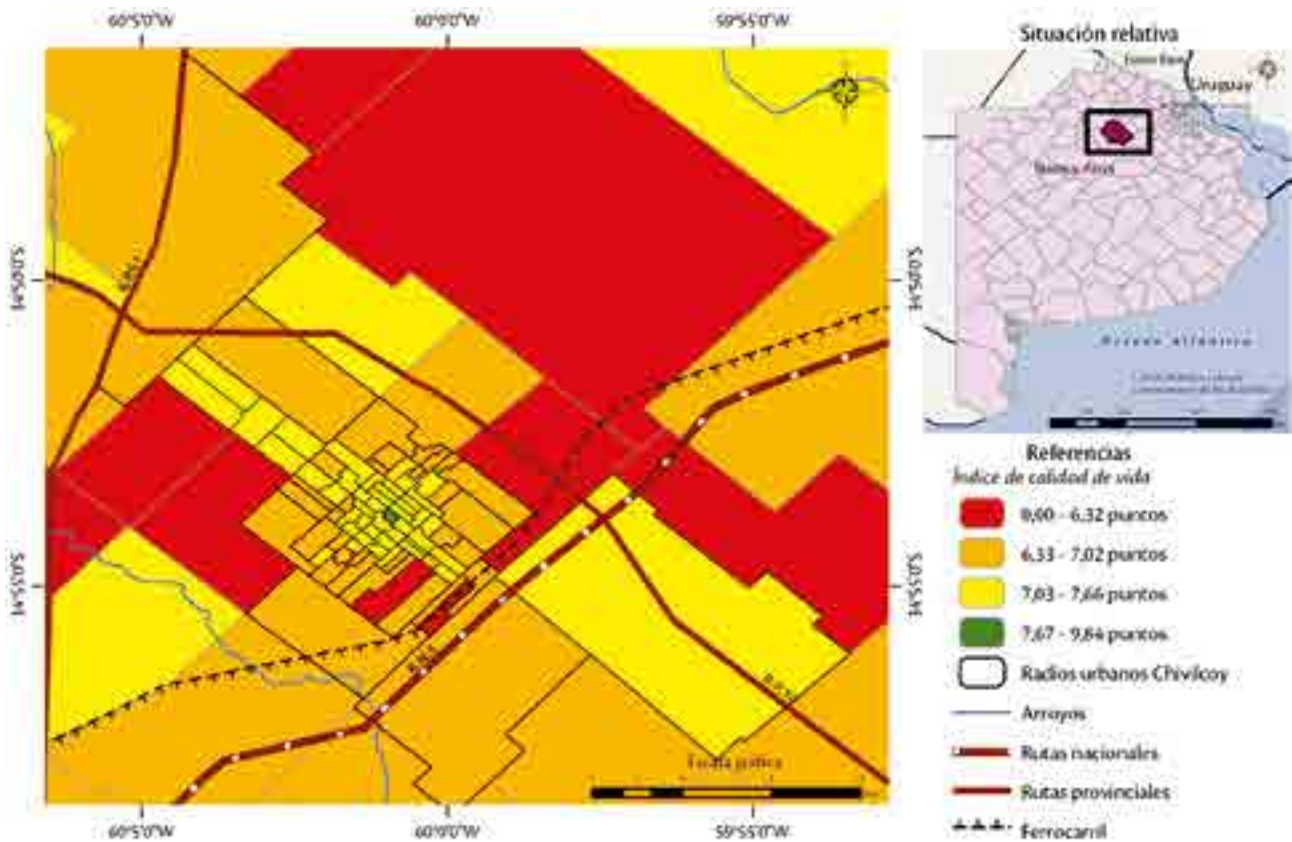 60°5'0"W 60°0'0"W 59°55'0"W
34°50'0"S 34°50'0"S
34°55'0"S 34°55'0"S
60°5'0"W 60°0'0"W 59°55'0"W
Escala gráfica
Situación relativa
Uruguay
Buenos Aires
Océano Atlántico
Referencias
Índice de calidad de vida
0,00 - 6,32 puntos
6,33 - 7,02 puntos
7,03 - 7,66 puntos
7,67 - 9,84 puntos
Radios urbanos Chivilcoy
Arroyos
Rutas nacionales
Rutas provinciales
Ferrocarril